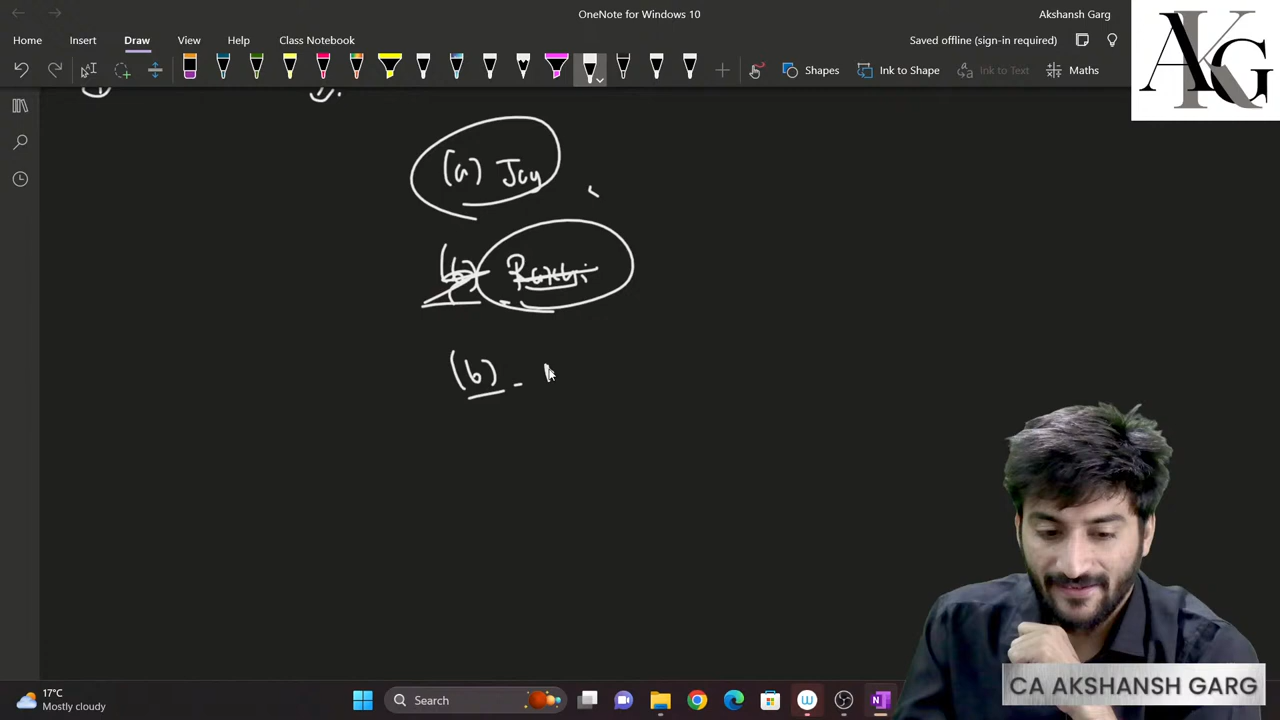 OneNote for Windows 10
Akshansh Garg
Home Insert Draw View Help Class Notebook
Saved offline (sign-in required)
Shapes Ink to Shape Ink to Text Maths
AKG
(a) Jay
(b)
(b) -
CA AKSHANSH GARG
17°C
Mostly cloudy
Search